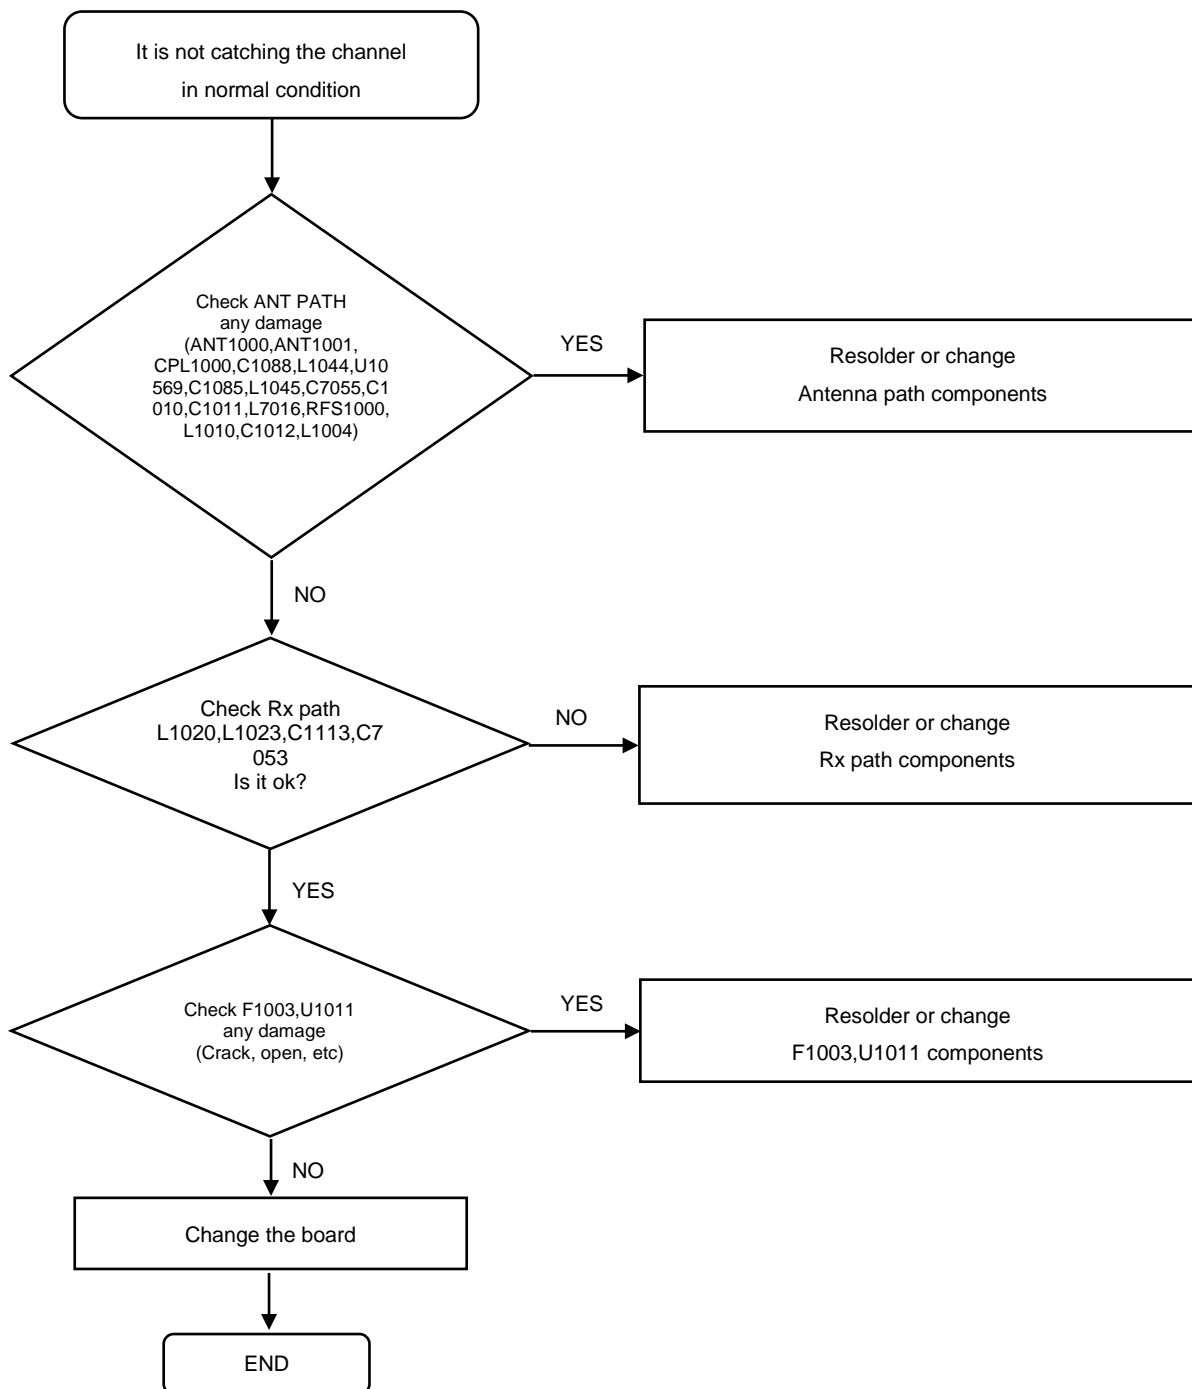 It is not catching the channel
in normal condition
Check ANT PATH
any damage
(ANT1000,ANT1001,
CPL1000,C1088,L1044,U10
569,C1085,L1045,C7055,C1
010,C1011,L7016,RFS1000,
L1010,C1012,L1004)
YES
Resolder or change
Antenna path components
NO
Check Rx path
L1020,L1023,C1113,C7
053
Is it ok?
NO
Resolder or change
Rx path components
YES
Check F1003,U1011
any damage
(Crack, open, etc)
YES
Resolder or change
F1003,U1011 components
NO
Change the board
END